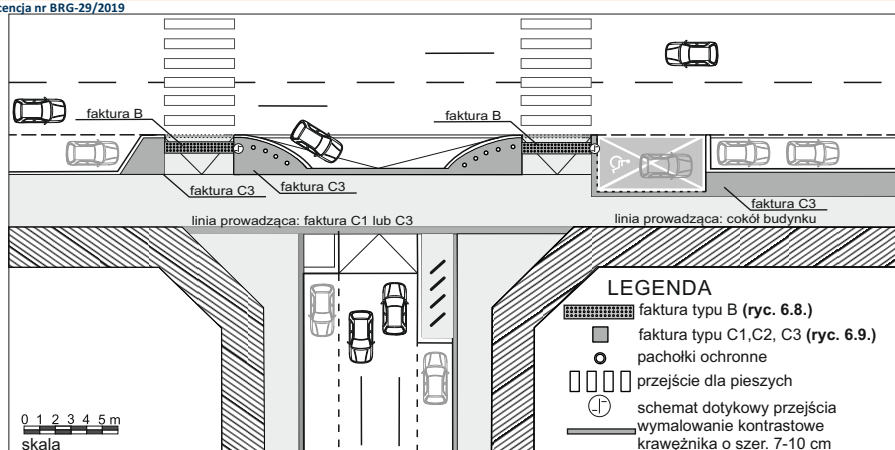 cencja nr BRG-29/2019
faktura B
faktura B
faktura C3
faktura C3
faktura C3
linia prowadząca: faktura C1 lub C3
linia prowadząca: cokół budynku
LEGENDA
faktura typu B (ryc. 6.8.)
faktura typu C1,C2, C3 (ryc. 6.9.)
pachołki ochronne
przejście dla pieszych
schemat dotykowy przejścia
wymalowanie kontrastowe
krawężnika o szer. 7-10 cm
0 1 2 3 4 5 m
skala